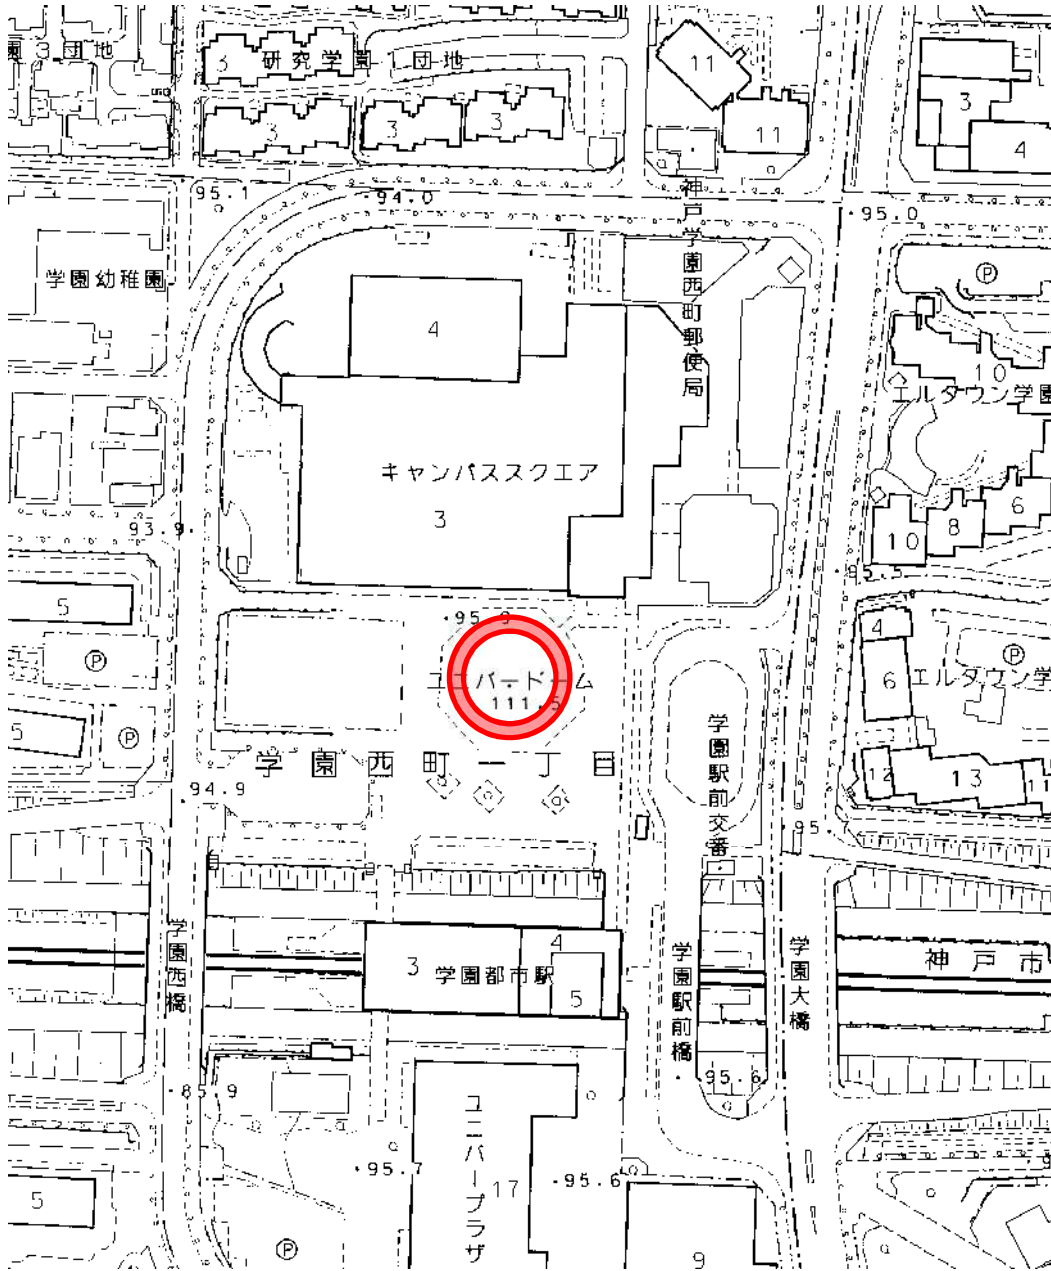 園3団地
3 研究学園 団地
11
3
3
3
3
11
4
95.1
94.0
神戸学園西町郵便局
95.0
学園幼稚園
P
4
10
エルタウン学園
キャンパススクエア
3
6
8
10
93.9
95.5
5
95.9
4
P
P
ユニバードーム
111.5
6
エルタウン学
5
P
学園駅前交番
学園西町一丁目
12
13
11
94.9
95.7
学園西橋
4
3
学園都市駅
5
学園駅前橋
学園大橋
神戸市
95.6
85.9
ユニバープラザ
95.7
17
95.6
5
P
9